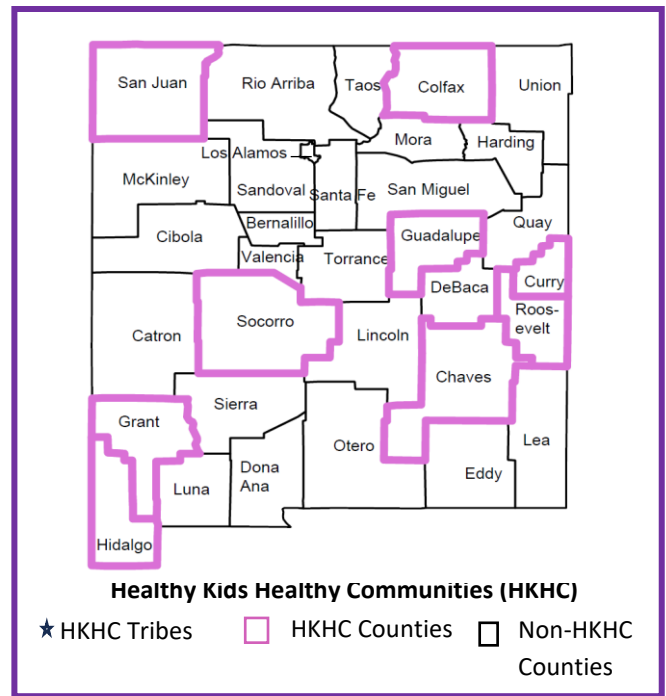 San Juan
Rio Arriba
Taos
Colfax
Union
Mora
Harding
Los Alamos
McKinley
Sandoval
Santa Fe
San Miguel
Bernalillo
Quay
Cibola
Guadalupe
Valencia
Torrance
DeBaca
Curry
Socorro
Roos-
evelt
Catron
Lincoln
Chaves
Sierra
Grant
Otero
Lea
Dona
Ana
Luna
Eddy
Hidalgo
Healthy Kids Healthy Communities (HKHC)
HKHC Tribes
HKHC Counties
Non-HKHC
Counties